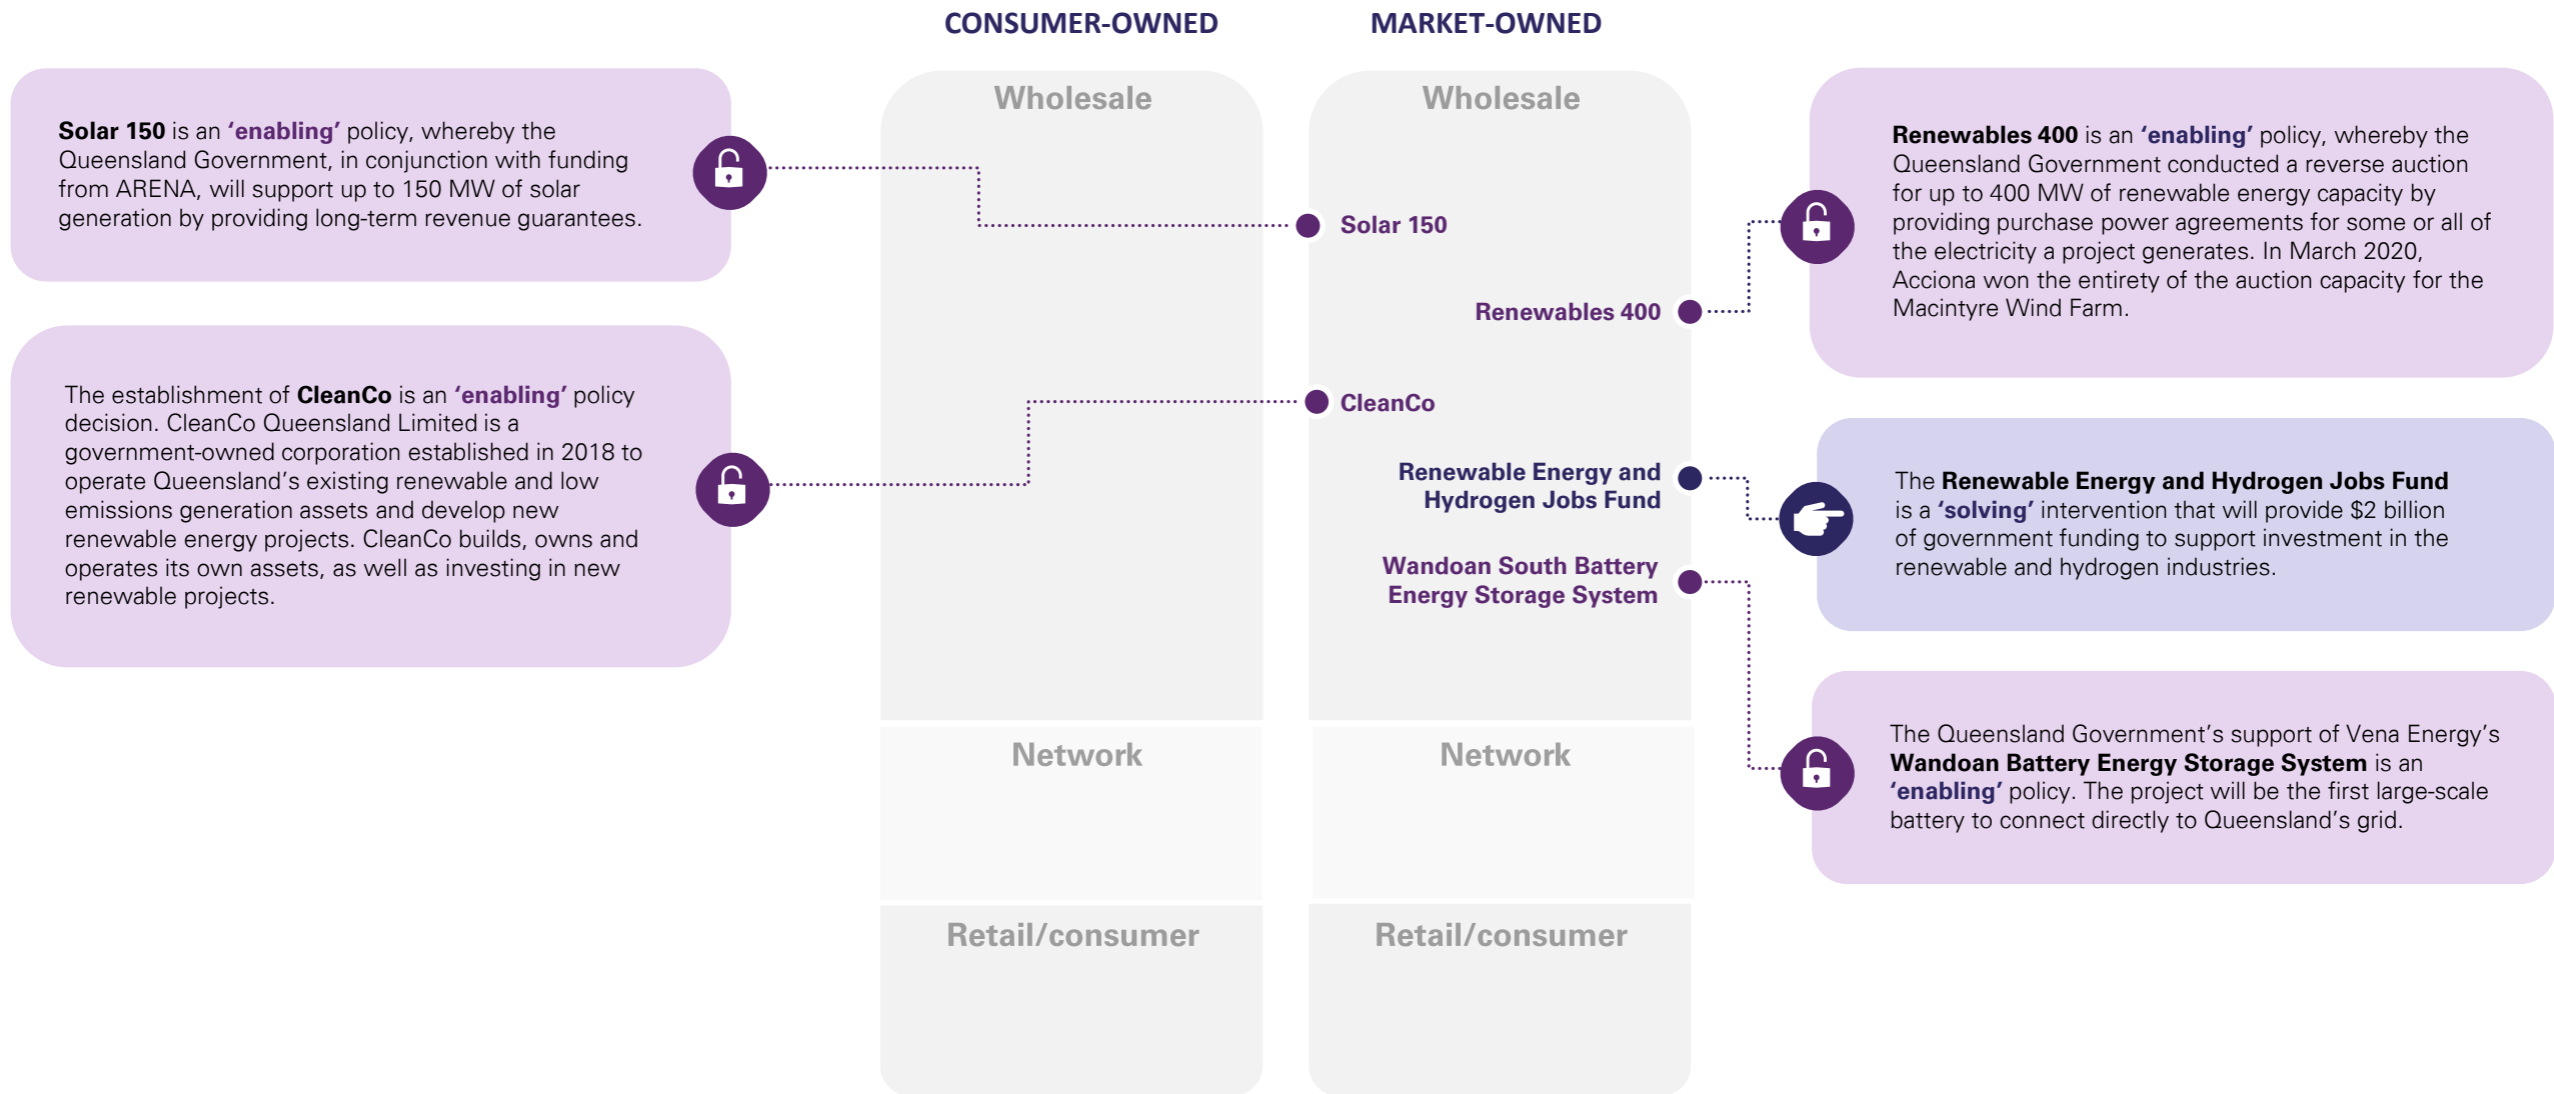 CONSUMER-OWNED
MARKET-OWNED
Solar 150 is an ‘enabling’ policy, whereby the
Queensland Government, in conjunction with funding
from ARENA, will support up to 150 MW of solar
generation by providing long-term revenue guarantees.
The establishment of CleanCo is an ‘enabling’ policy
decision. CleanCo Queensland Limited is a
government-owned corporation established in 2018 to
operate Queensland’s existing renewable and low
emissions generation assets and develop new
renewable energy projects. CleanCo builds, owns and
operates its own assets, as well as investing in new
renewable projects.
Wholesale
Network
Retail/consumer
Wholesale
Solar 150
Renewables 400
CleanCo
Renewable Energy and
Hydrogen Jobs Fund
Wandoan South Battery
Energy Storage System
Network
Retail/consumer
Renewables 400 is an ‘enabling’ policy, whereby the
Queensland Government conducted a reverse auction
for up to 400 MW of renewable energy capacity by
providing purchase power agreements for some or all of
the electricity a project generates. In March 2020,
Acciona won the entirety of the auction capacity for the
Macintyre Wind Farm.
The Renewable Energy and Hydrogen Jobs Fund
is a ‘solving’ intervention that will provide $2 billion
of government funding to support investment in the
renewable and hydrogen industries.
The Queensland Government’s support of Vena Energy’s
Wandoan Battery Energy Storage System is an
‘enabling’ policy. The project will be the first large-scale
battery to connect directly to Queensland’s grid.